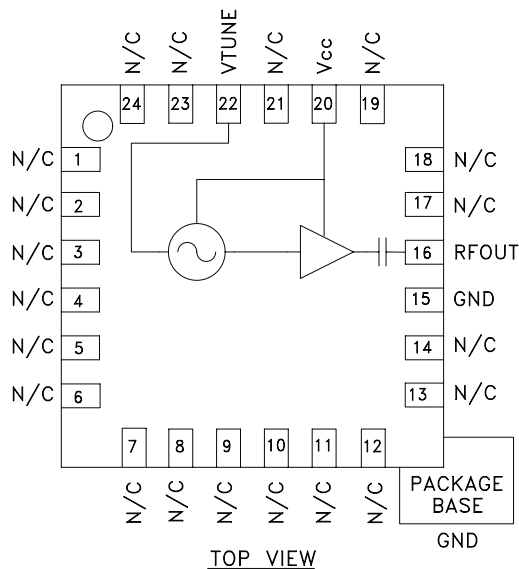 N/C N/C VTUNE N/C Vcc N/C
24 23 22 21 20 19
N/C 1 18 N/C
N/C 2 17 N/C
N/C 3 16 RFOUT
N/C 4 15 GND
N/C 5 14 N/C
N/C 6 13 N/C
7 8 9 10 11 12
N/C N/C N/C N/C N/C N/C
PACKAGE
BASE
GND
TOP VIEW